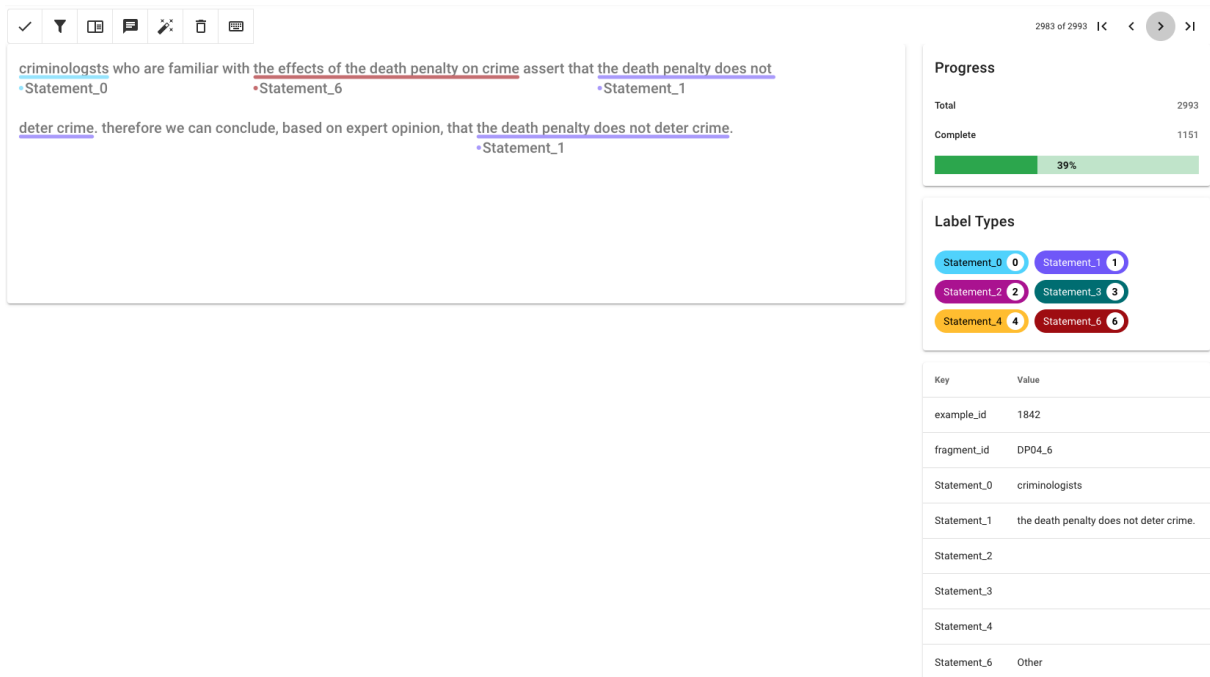 2983 of 2993
criminologsts who are familiar with the effects of the death penalty on crime assert that the death penalty does not
•Statement_0 •Statement_6 •Statement_1
deter crime. therefore we can conclude, based on expert opinion, that the death penalty does not deter crime.
•Statement_1
Progress
Total 2993
Complete 1151
39%
Label Types
Statement_0 0 Statement_1 1
Statement_2 2 Statement_3 3
Statement_4 4 Statement_6 6
Key Value
example_id 1842
fragment_id DP04_6
Statement_0 criminologists
Statement_1 the death penalty does not deter crime.
Statement_2
Statement_3
Statement_4
Statement_6 Other